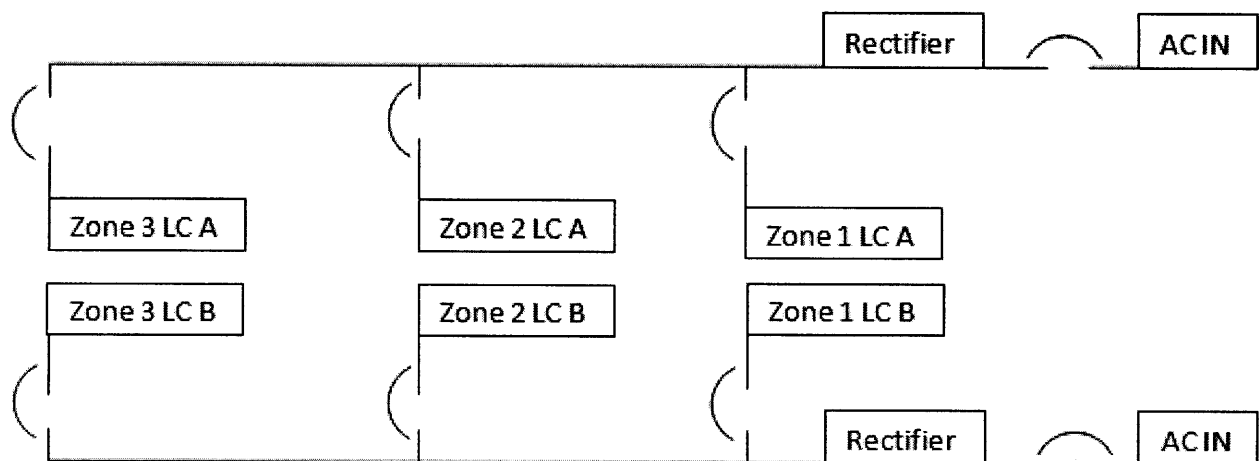 Rectifier
AC IN
Zone 3 LC A
Zone 2 LC A
Zone 1 LC A
Zone 3 LC B
Zone 2 LC B
Zone 1 LC B
Rectifier
AC IN